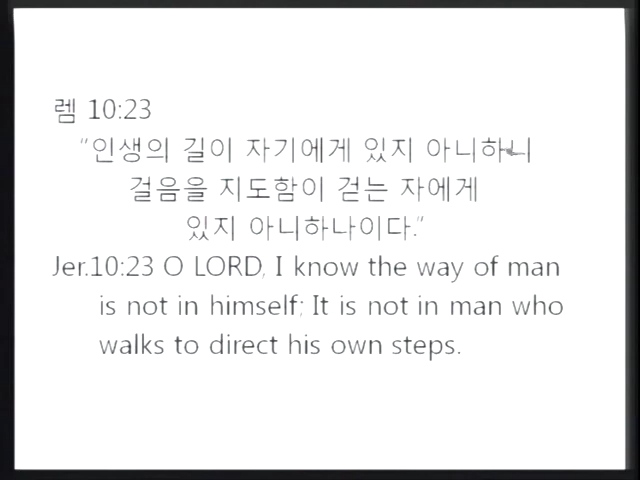 렘 10:23
"인생의 길이 자기에게 있지 아니하니
걸음을 지도함이 걷는 자에게
있지 아니하나이다."
Jer.10:23 O LORD, I know the way of man
is not in himself; It is not in man who
walks to direct his own steps.